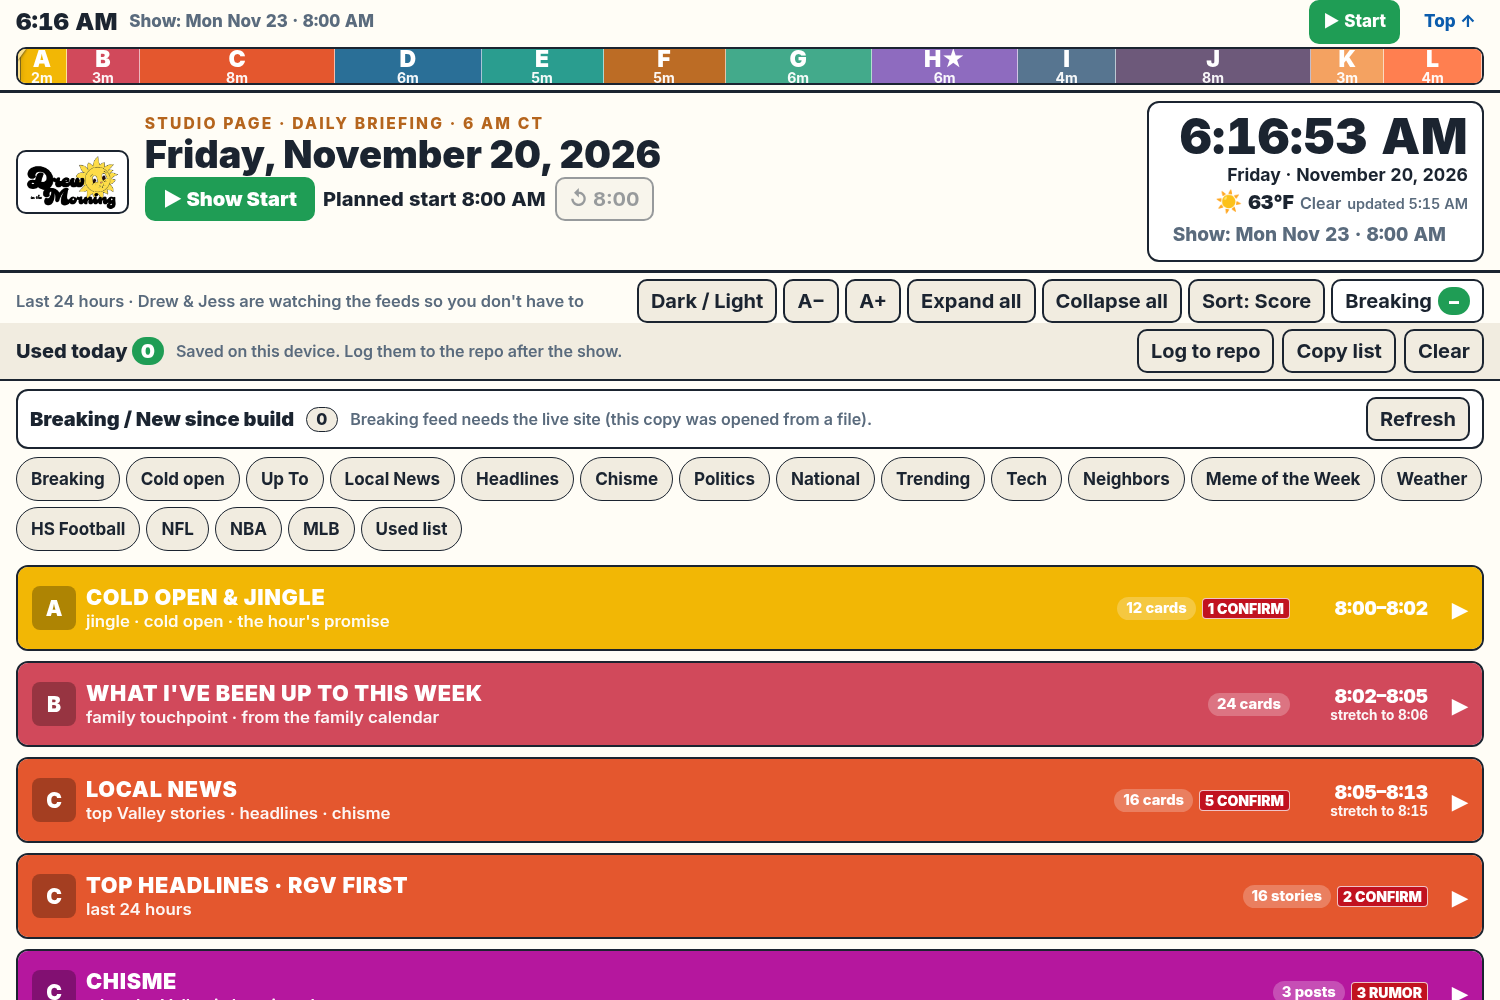 6:16 AM Show: Mon Nov 23 · 8:00 AM ▶ Start Top ↑
A B C D E F G H★ I J K L
2m 3m 8m 6m 5m 5m 6m 6m 4m 8m 3m 4m
Drew
in the
Morning
STUDIO PAGE · DAILY BRIEFING · 6 AM CT
Friday, November 20, 2026
▶ Show Start Planned start 8:00 AM ↺ 8:00
6:16:53 AM
Friday · November 20, 2026
☀️ 63°F Clear updated 5:15 AM
Show: Mon Nov 23 · 8:00 AM
Last 24 hours · Drew & Jess are watching the feeds so you don't have to Dark / Light A− A+ Expand all Collapse all Sort: Score Breaking –
Used today 0 Saved on this device. Log them to the repo after the show. Log to repo Copy list Clear
Breaking / New since build 0 Breaking feed needs the live site (this copy was opened from a file). Refresh
Breaking Cold open Up To Local News Headlines Chisme Politics National Trending Tech Neighbors Meme of the Week Weather
HS Football NFL NBA MLB Used list
A COLD OPEN & JINGLE 12 cards 1 CONFIRM 8:00–8:02 ▶
jingle · cold open · the hour's promise
B WHAT I'VE BEEN UP TO THIS WEEK 24 cards 8:02–8:05 ▶
family touchpoint · from the family calendar stretch to 8:06
C LOCAL NEWS 16 cards 5 CONFIRM 8:05–8:13 ▶
top Valley stories · headlines · chisme stretch to 8:15
C TOP HEADLINES · RGV FIRST 16 stories 2 CONFIRM ▶
last 24 hours
C CHISME 3 posts 3 RUMOR ▶